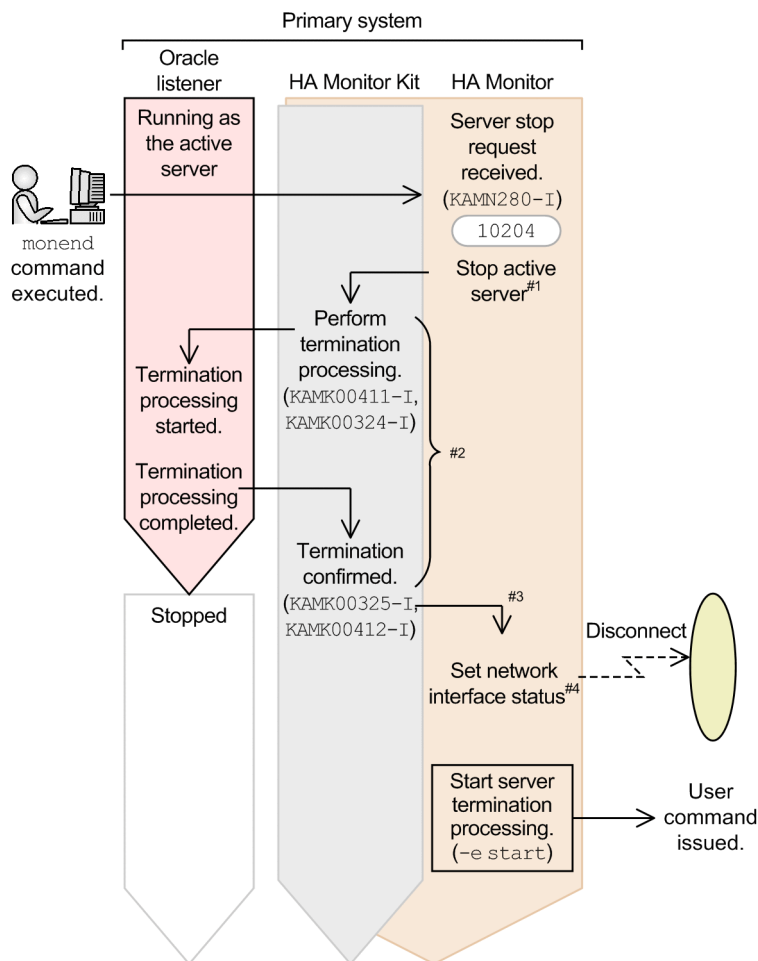 Primary system
Oracle
listener
HA Monitor Kit
HA Monitor
Running as
the active
server
Server stop
request
received.
(KAMN280-I)
10204
monend
command
executed.
Stop active
server#1
Perform
termination
processing.
(KAMK00411-I,
KAMK00324-I)
Termination
processing
started.
#2
Termination
processing
completed.
Termination
confirmed.
(KAMK00325-I,
KAMK00412-I)
#3
Stopped
Disconnect
Set network
interface status#4
Start server
termination
processing.
(-e start)
User
command
issued.